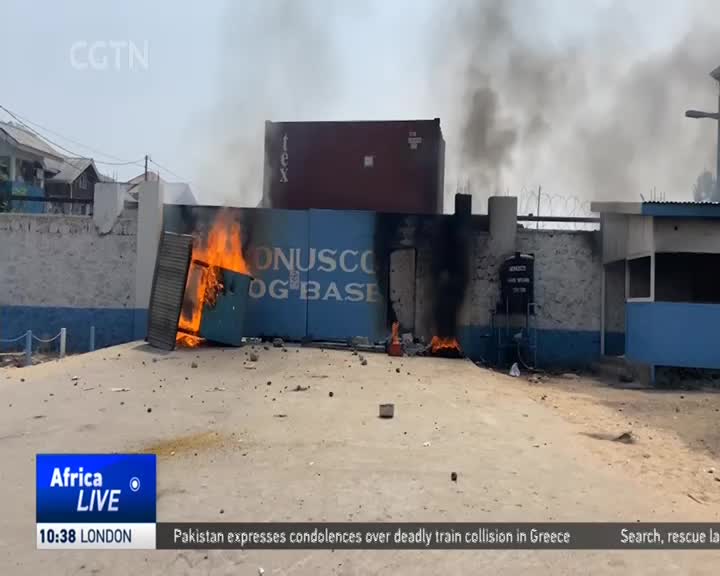 CGTN
tex
ONUSCO
OG-BASE
Africa
LIVE
10:38 LONDON
Pakistan expresses condolences over deadly train collision in Greece
Search, rescue la